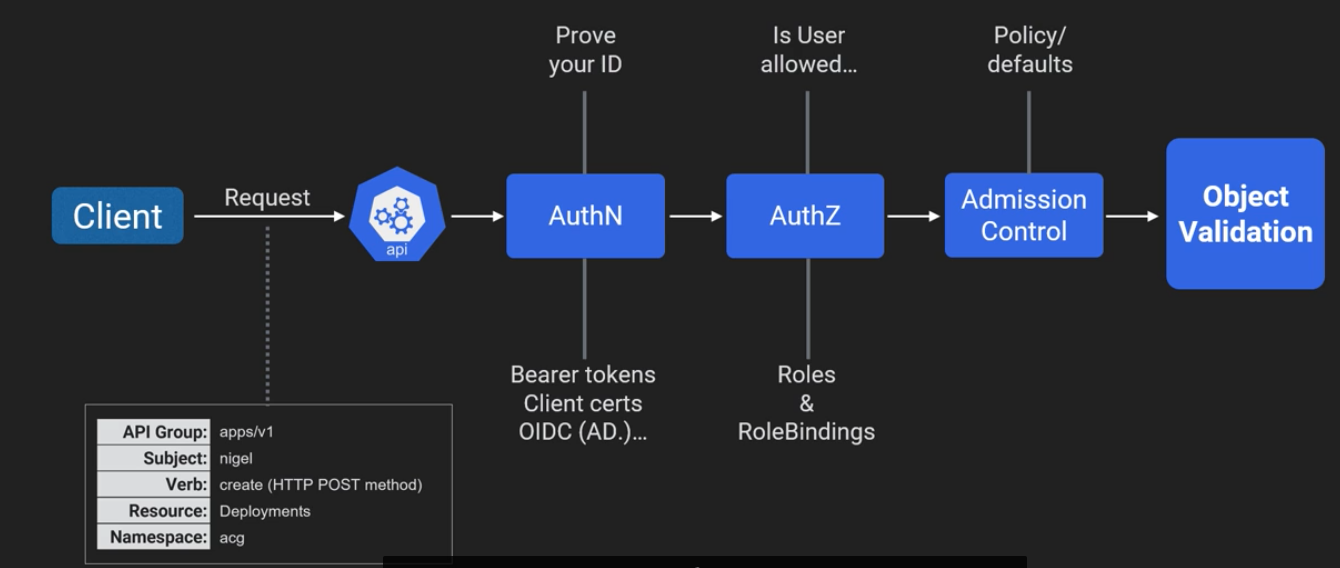 Prove
your ID
Is User
allowed...
Policy/
defaults
Client
Request
api
AuthN
AuthZ
Admission
Control
Object
Validation
Bearer tokens
Client certs
OIDC (AD.)...
Roles
&
RoleBindings
API Group: apps/v1
Subject: nigel
Verb: create (HTTP POST method)
Resource: Deployments
Namespace: acg